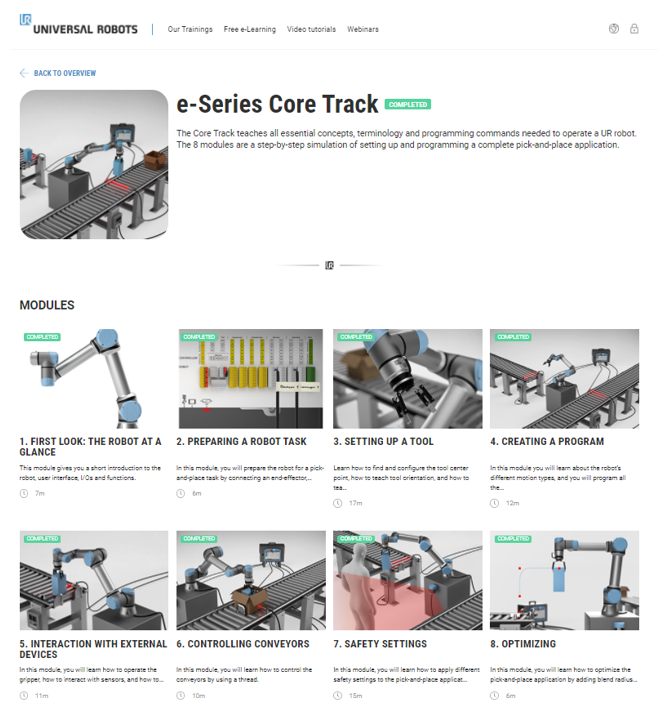 UR
UNIVERSAL ROBOTS
Our Trainings Free e-Learning Video tutorials Webinars
BACK TO OVERVIEW
e-Series Core Track COMPLETED
The Core Track teaches all essential concepts, terminology and programming commands needed to operate a UR robot.
The 8 modules are a step-by-step simulation of setting up and programming a complete pick-and-place application.
UR
MODULES
COMPLETED
1. FIRST LOOK: THE ROBOT AT A
GLANCE
This module gives you a short introduction to the
robot, user interface, I/Os and functions.
7m
COMPLETED
2. PREPARING A ROBOT TASK
In this module, you will prepare the robot for a pick-
and-place task by connecting an end-effector,...
6m
COMPLETED
3. SETTING UP A TOOL
Learn how to find and configure the tool center
point, how to teach tool orientation, and how to
tea...
17m
COMPLETED
4. CREATING A PROGRAM
In this module you will learn about the robot's
different motion types, and you will program all
the...
12m
COMPLETED
5. INTERACTION WITH EXTERNAL
DEVICES
In this module, you will learn how to operate the
gripper, how to interact with sensors, and how to...
11m
COMPLETED
6. CONTROLLING CONVEYORS
In this module, you will learn how to control the
conveyors by using a thread.
10m
COMPLETED
7. SAFETY SETTINGS
In this module, you will learn how to apply different
safety settings to the pick-and-place applicat...
15m
COMPLETED
8. OPTIMIZING
In this module, you will learn how to optimize the
pick-and-place application by adding blend radius...
6m